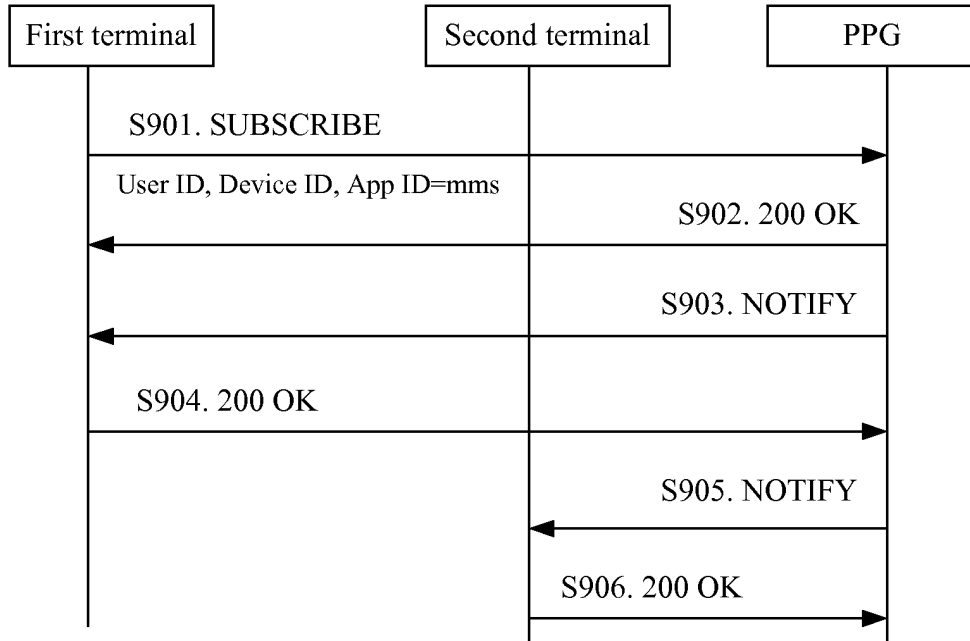 First terminal
Second terminal
PPG
S901. SUBSCRIBE
User ID, Device ID, App ID=mms
S902. 200 OK
S903. NOTIFY
S904. 200 OK
S905. NOTIFY
S906. 200 OK